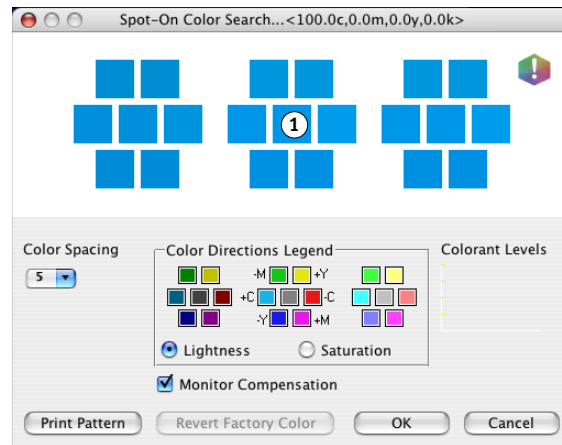 Spot-On Color Search...<100.0c,0.0m,0.0y,0.0k>
!
1
Color Spacing
5
Color Directions Legend
-M +Y
+C -C
-Y +M
Lightness Saturation
Colorant Levels
Monitor Compensation
Print Pattern Revert Factory Color OK Cancel